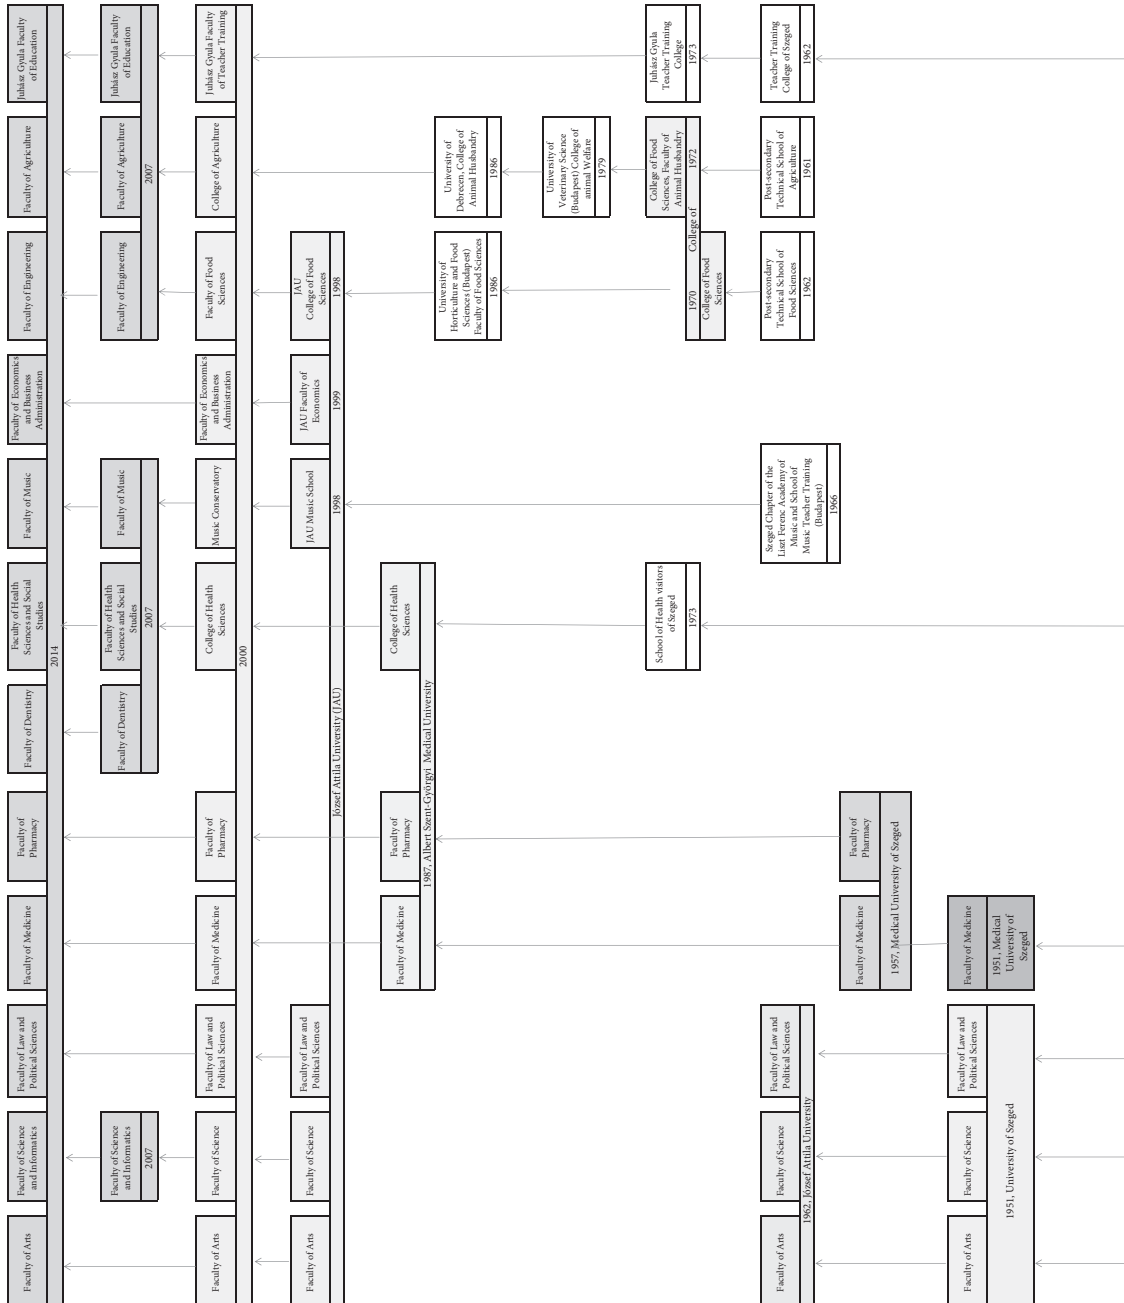 Faculty of Arts
Faculty of Science
and Informatics
Faculty of Law and
Political Sciences
Faculty of Medicine
Faculty of
Pharmacy
Faculty of Dentistry
Faculty of Health
Sciences and Social
Studies
Faculty of Music
Faculty of Economics
and Business
Administration
Faculty of Engineering
Faculty of Agriculture
Juhász Gyula Faculty
of Education
2014
Faculty of Science
and Informatics
2007
Faculty of Dentistry
Faculty of Health
Sciences and Social
Studies
Faculty of Music
2007
Faculty of Engineering
Faculty of Agriculture
2007
Juhász Gyula Faculty
of Education
Faculty of Arts
Faculty of Science
Faculty of Law and
Political Sciences
Faculty of Medicine
Faculty of
Pharmacy
College of Health
Sciences
Music Conservatory
Faculty of Economics
and Business
Administration
Faculty of Food
Sciences
College of Agriculture
Juhász Gyula Faculty
of Teacher Training
2000
Faculty of Arts
Faculty of Science
Faculty of Law and
Political Sciences
JAU Music School
JAU Faculty of
Economics
JAU
College of Food
Sciences
József Attila University (JAU)
1998
1999
1998
Faculty of Medicine
Faculty of
Pharmacy
College of Health
Sciences
1987, Albert Szent-Györgyi Medical University
University of
Horticulture and Food
Sciences (Budapest)
Faculty of Food Sciences
1986
University of
Debrecen, College of
Animal Husbandry
1986
University of
Veterinary Science
(Budapest) College of
animal Welfare
1979
School of Health visitors
of Szeged
1973
College of Food
Sciences, Faculty of
Animal Husbandry
1970
College of
1972
College of Food
Sciences
Juhász Gyula
Teacher Training
College
1973
Faculty of Arts
Faculty of Science
Faculty of Law and
Political Sciences
1962, József Attila University
Szeged Chapter of the
Liszt Ferenc Academy of
Music and School of
Music Teacher Training
(Budapest)
1966
Post-secondary
Technical School of
Food Sciences
1962
Post-secondary
Technical School of
Agriculture
1961
Teacher Training
College of Szeged
1962
Faculty of Medicine
Faculty of
Pharmacy
1957, Medical University of Szeged
Faculty of Arts
Faculty of Science
Faculty of Law and
Political Sciences
1951, University of Szeged
Faculty of Medicine
1951, Medical
University of
Szeged